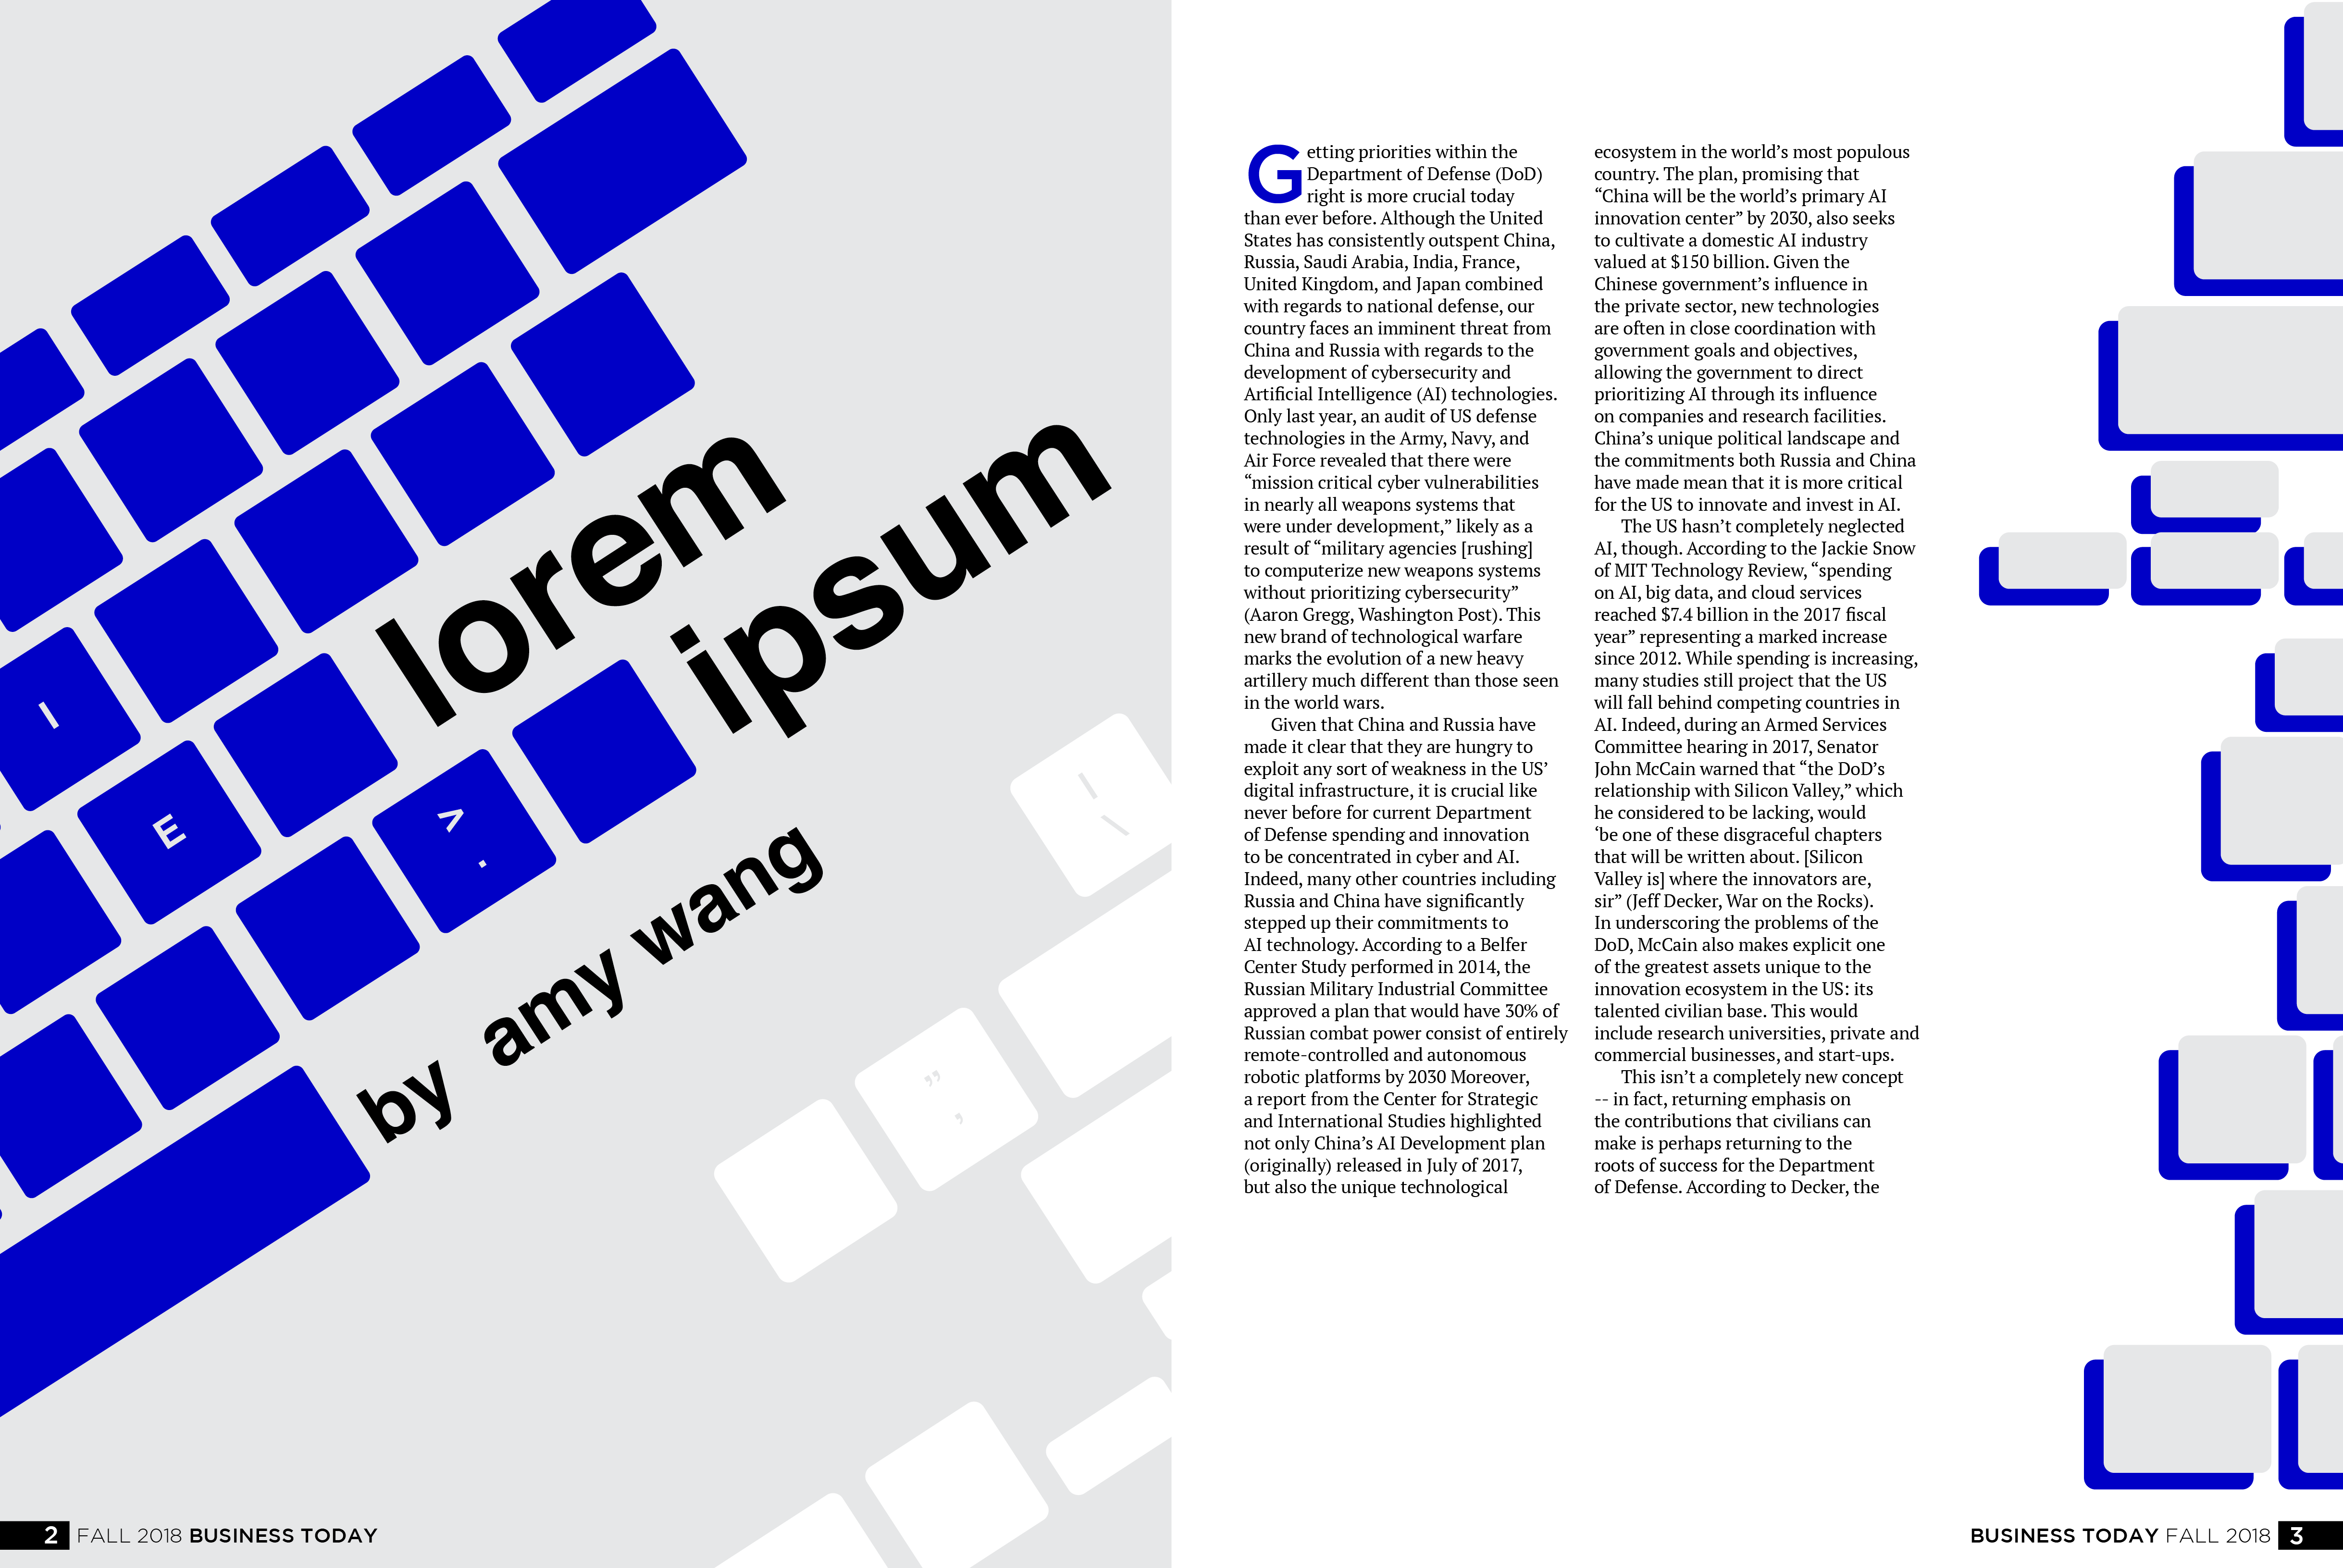 I
E
>
.
lorem
ipsum
by amy wang
”
,
|
\
2 FALL 2018 BUSINESS TODAY
Getting priorities within the
Department of Defense (DoD)
right is more crucial today
than ever before. Although the United
States has consistently outspent China,
Russia, Saudi Arabia, India, France,
United Kingdom, and Japan combined
with regards to national defense, our
country faces an imminent threat from
China and Russia with regards to the
development of cybersecurity and
Artificial Intelligence (AI) technologies.
Only last year, an audit of US defense
technologies in the Army, Navy, and
Air Force revealed that there were
“mission critical cyber vulnerabilities
in nearly all weapons systems that
were under development,” likely as a
result of “military agencies [rushing]
to computerize new weapons systems
without prioritizing cybersecurity”
(Aaron Gregg, Washington Post). This
new brand of technological warfare
marks the evolution of a new heavy
artillery much different than those seen
in the world wars.
Given that China and Russia have
made it clear that they are hungry to
exploit any sort of weakness in the US’
digital infrastructure, it is crucial like
never before for current Department
of Defense spending and innovation
to be concentrated in cyber and AI.
Indeed, many other countries including
Russia and China have significantly
stepped up their commitments to
AI technology. According to a Belfer
Center Study performed in 2014, the
Russian Military Industrial Committee
approved a plan that would have 30% of
Russian combat power consist of entirely
remote-controlled and autonomous
robotic platforms by 2030 Moreover,
a report from the Center for Strategic
and International Studies highlighted
not only China’s AI Development plan
(originally) released in July of 2017,
but also the unique technological
ecosystem in the world’s most populous
country. The plan, promising that
“China will be the world’s primary AI
innovation center” by 2030, also seeks
to cultivate a domestic AI industry
valued at $150 billion. Given the
Chinese government’s influence in
the private sector, new technologies
are often in close coordination with
government goals and objectives,
allowing the government to direct
prioritizing AI through its influence
on companies and research facilities.
China’s unique political landscape and
the commitments both Russia and China
have made mean that it is more critical
for the US to innovate and invest in AI.
The US hasn’t completely neglected
AI, though. According to the Jackie Snow
of MIT Technology Review, “spending
on AI, big data, and cloud services
reached $7.4 billion in the 2017 fiscal
year” representing a marked increase
since 2012. While spending is increasing,
many studies still project that the US
will fall behind competing countries in
AI. Indeed, during an Armed Services
Committee hearing in 2017, Senator
John McCain warned that “the DoD’s
relationship with Silicon Valley,” which
he considered to be lacking, would
‘be one of these disgraceful chapters
that will be written about. [Silicon
Valley is] where the innovators are,
sir” (Jeff Decker, War on the Rocks).
In underscoring the problems of the
DoD, McCain also makes explicit one
of the greatest assets unique to the
innovation ecosystem in the US: its
talented civilian base. This would
include research universities, private and
commercial businesses, and start-ups.
This isn’t a completely new concept
-- in fact, returning emphasis on
the contributions that civilians can
make is perhaps returning to the
roots of success for the Department
of Defense. According to Decker, the
BUSINESS TODAY FALL 2018 3